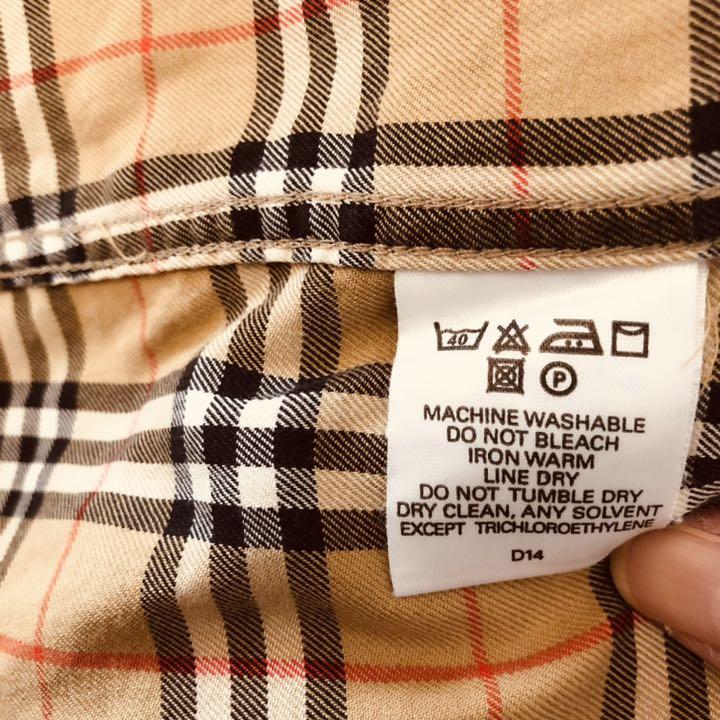 40
P
MACHINE WASHABLE
DO NOT BLEACH
IRON WARM
LINE DRY
DO NOT TUMBLE DRY
DRY CLEAN, ANY SOLVENT
EXCEPT TRICHLOROETHYLENE
D14